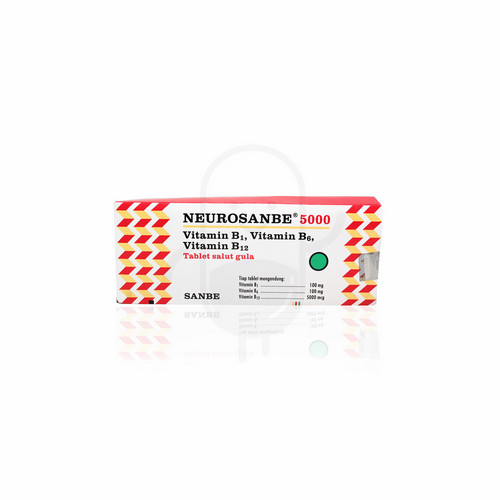 NEUROSANBE® 5000
Vitamin B1, Vitamin B6,
Vitamin B12
Tablet salut gula
Tiap tablet mengandung:
Vitamin B1 100 mg
Vitamin B6 100 mg
Vitamin B12 5000 mcg
SANBE